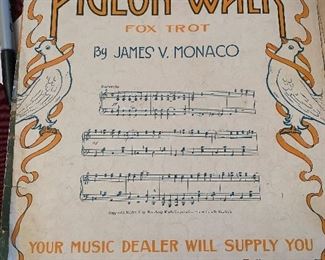 PIGEON WALK
FOX TROT
By JAMES V. MONACO
YOUR MUSIC DEALER WILL SUPPLY YOU